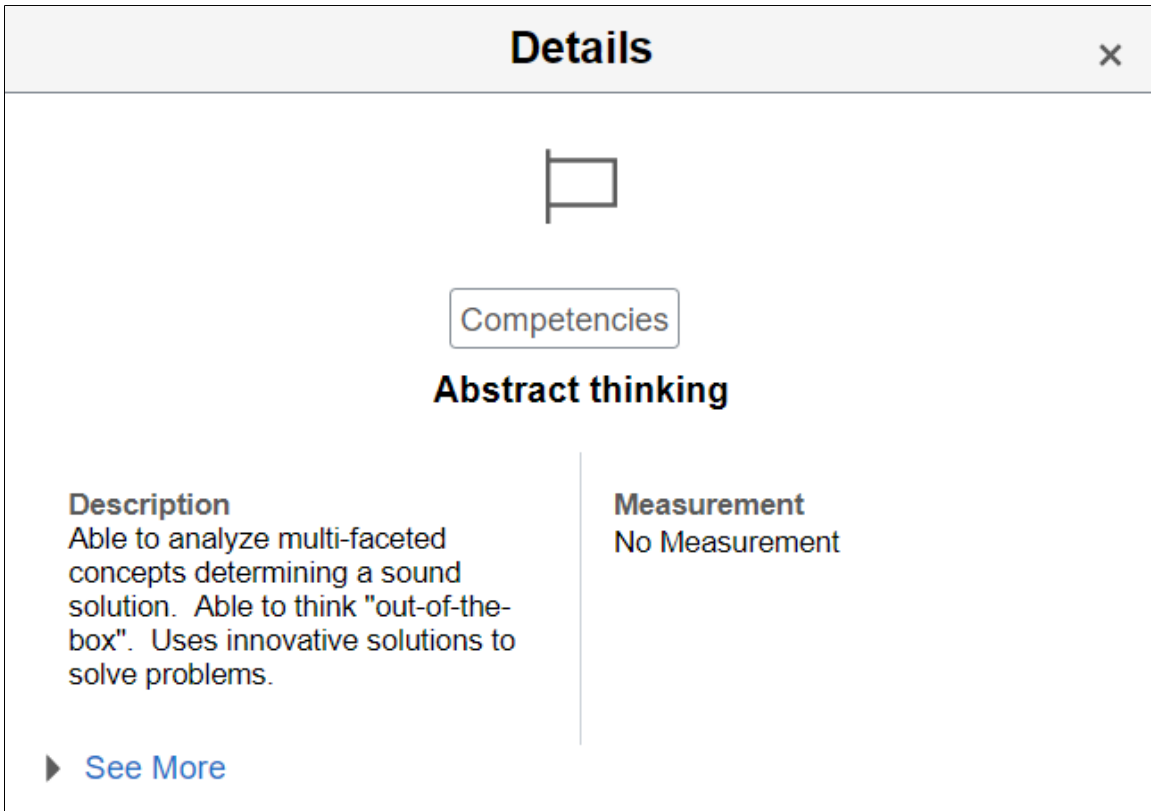 Details
Competencies
Abstract thinking
Description
Able to analyze multi-faceted
concepts determining a sound
solution.  Able to think "out-of-the-
box".  Uses innovative solutions to
solve problems.
Measurement
No Measurement
See More